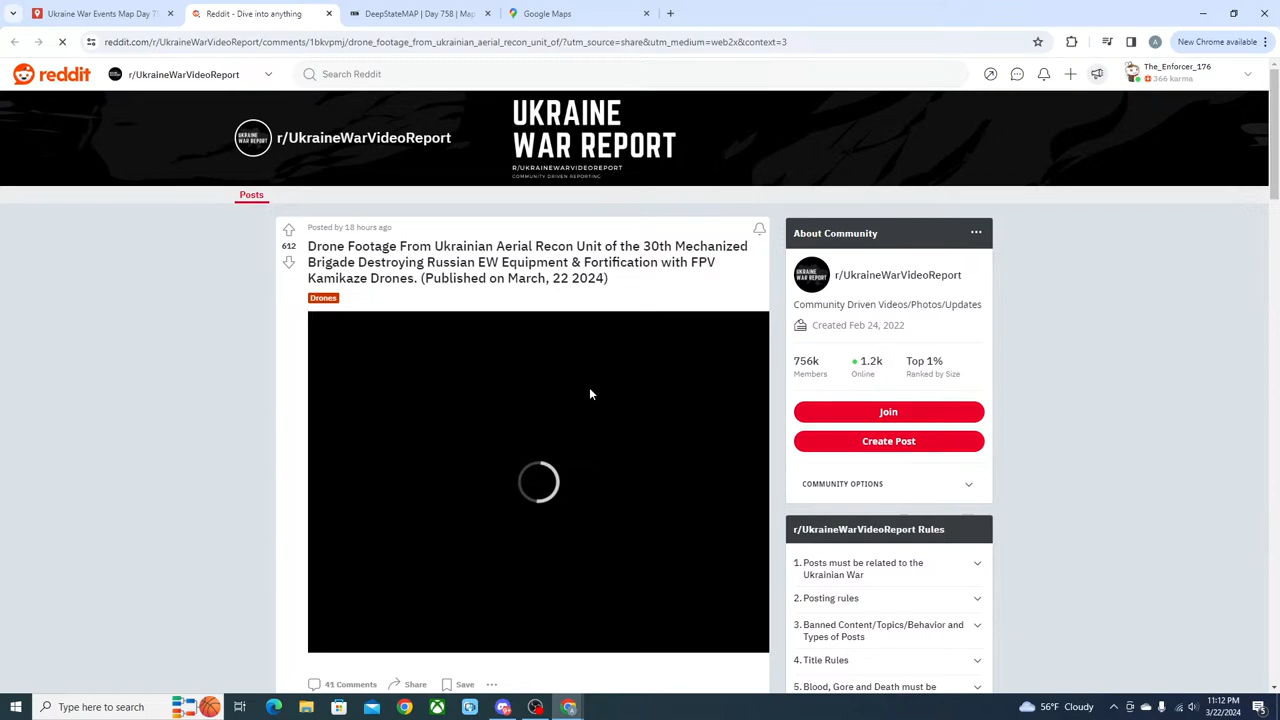 Ukraine War Events Map Day 7
Reddit - Dive into anything
DeepStateMAP | Day 758 | Map
Google Maps
reddit.com/r/UkraineWarVideoReport/comments/1bkvpmj/drone_footage_from_ukrainian_aerial_recon_unit_of/?utm_source=share&utm_medium=web2x&context=3
New Chrome available
reddit
r/UkraineWarVideoReport
Search Reddit
The_Enforcer_176
366 karma
UKRAINE
WAR REPORT
R/UKRAINEWARVIDEOREPORT
COMMUNITY DRIVEN REPORTING
r/UkraineWarVideoReport
Posts
Posted by 18 hours ago
612
Drone Footage From Ukrainian Aerial Recon Unit of the 30th Mechanized
Brigade Destroying Russian EW Equipment & Fortification with FPV
Kamikaze Drones. (Published on March, 22 2024)
Drones
41 Comments
Share
Save
About Community
r/UkraineWarVideoReport
Community Driven Videos/Photos/Updates
Created Feb 24, 2022
756k
1.2k
Top 1%
Members
Online
Ranked by Size
Join
Create Post
COMMUNITY OPTIONS
r/UkraineWarVideoReport Rules
1. Posts must be related to the
Ukrainian War
2. Posting rules
3. Banned Content/Topics/Behavior and
Types of Posts
4. Title Rules
5. Blood, Gore and Death must be
Type here to search
56°F Cloudy
11:12 PM
3/22/2024